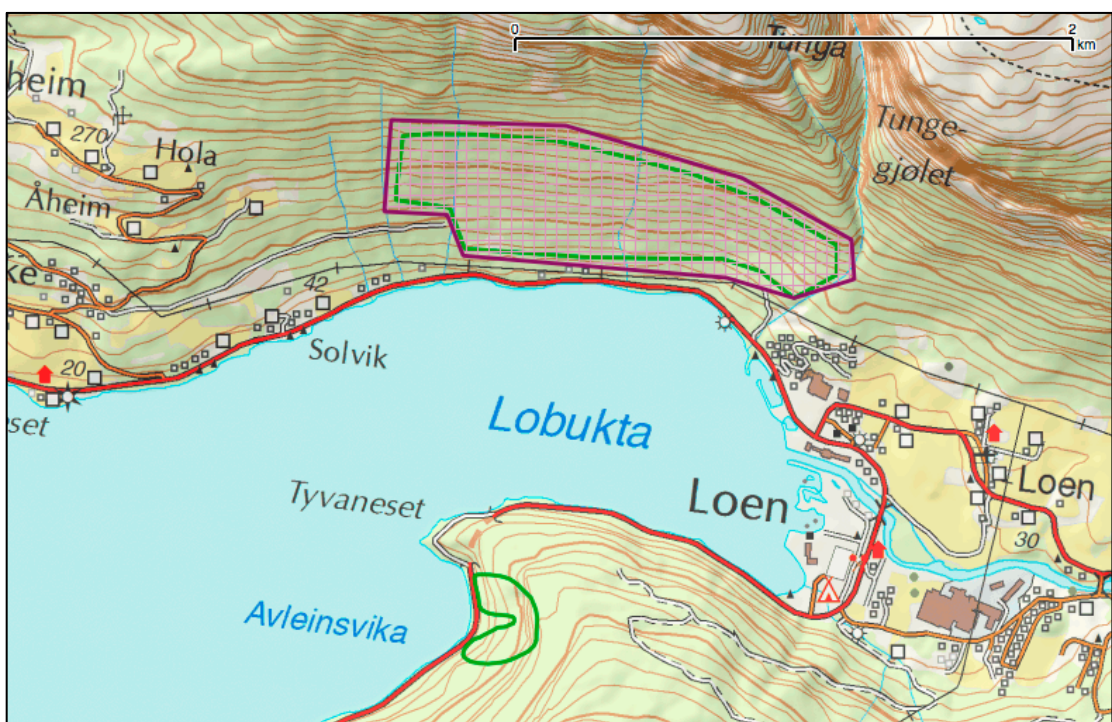 0
2
km
Tunga
heim
270
Hola
Tunge-
gjølet
Åheim
ke
42
Solvik
20
eset
Lobukta
Tyvaneset
Loen
Loen
30
Avleinsvika